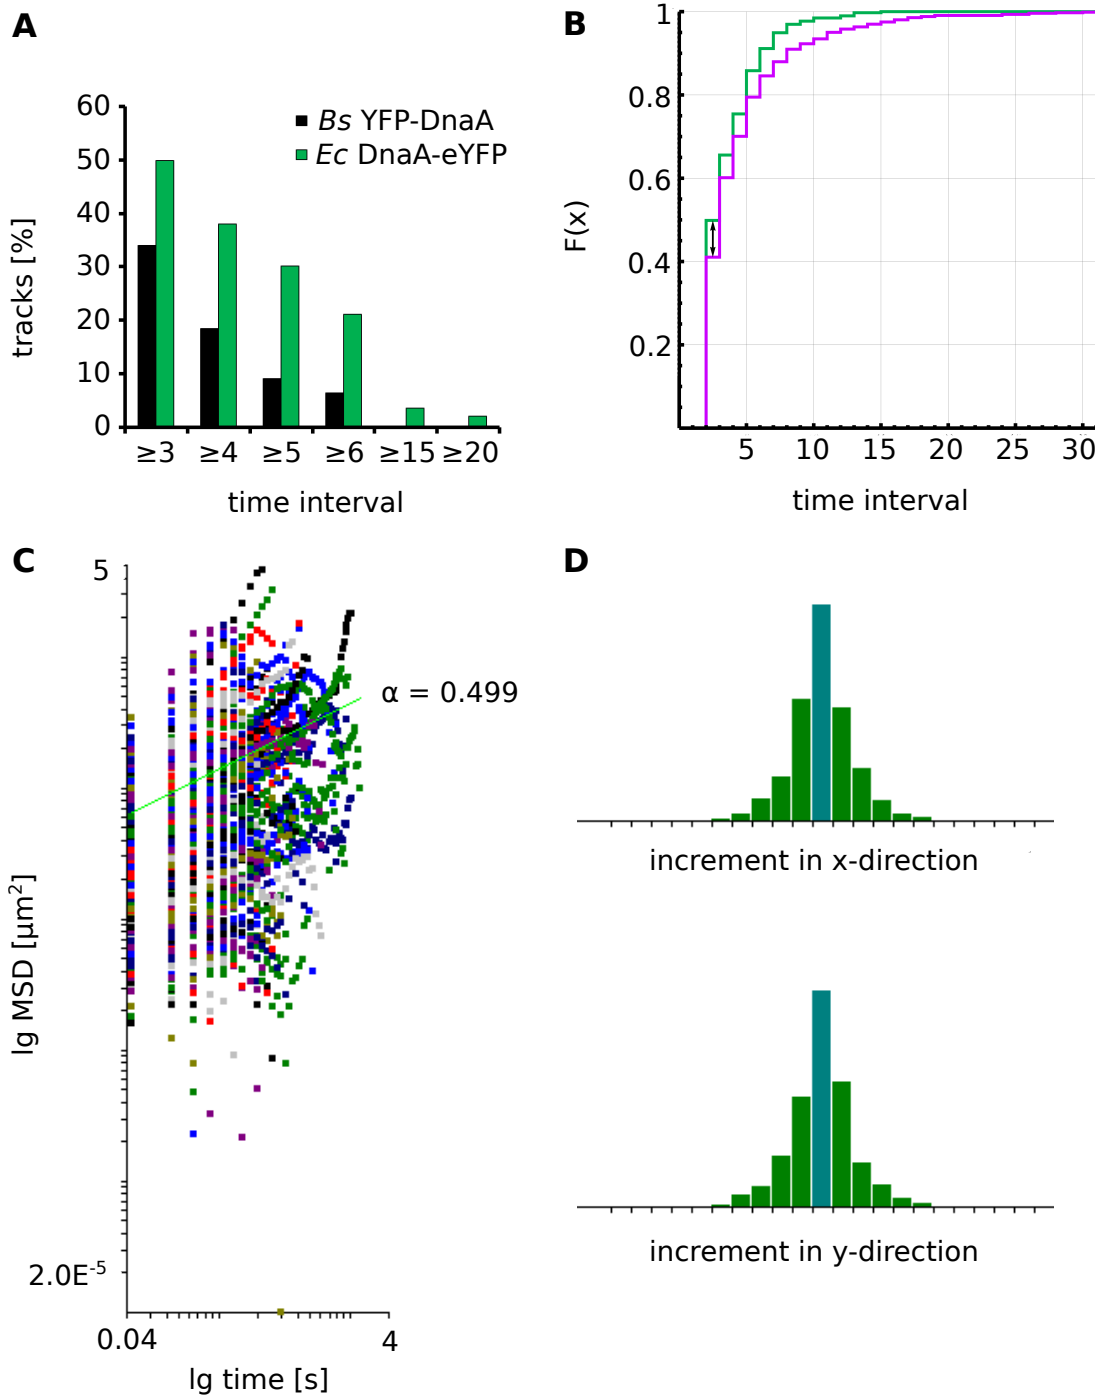 A
60
50
40
30
20
10
0
tracks [%]
Bs YFP-DnaA
Ec DnaA-eYFP
≥3 ≥4 ≥5 ≥6 ≥15 ≥20
time interval
B
1
0.8
0.6
0.4
0.2
F(x)
5 10 15 20 25 30
time interval
C
5
2.0E-5
lg MSD [µm2]
α = 0.499
0.04 4
lg time [s]
D
increment in x-direction
increment in y-direction